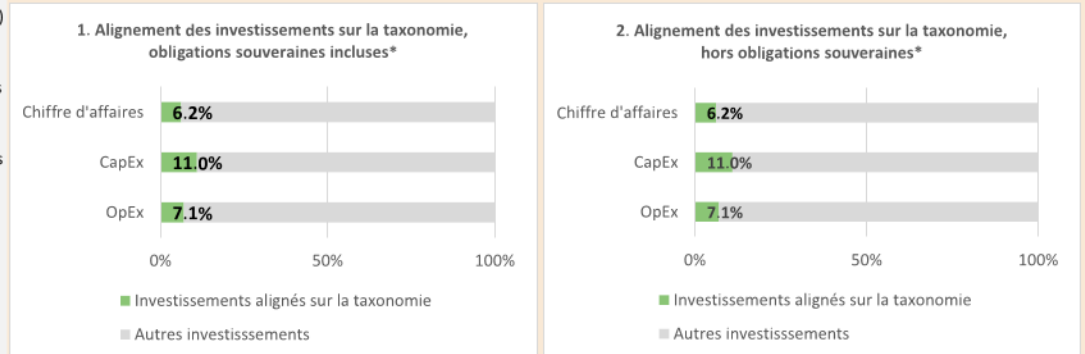 )
s
s
1. Alignement des investissements sur la taxonomie,
obligations souveraines incluses*
Chiffre d'affaires
6.2%
CapEx
11.0%
OpEx
7.1%
0%
50%
100%
Investissements alignés sur la taxonomie
Autres investisssements
2. Alignement des investissements sur la taxonomie,
hors obligations souveraines*
Chiffre d'affaires
6.2%
CapEx
11.0%
OpEx
7.1%
0%
50%
100%
Investissements alignés sur la taxonomie
Autres investisssements